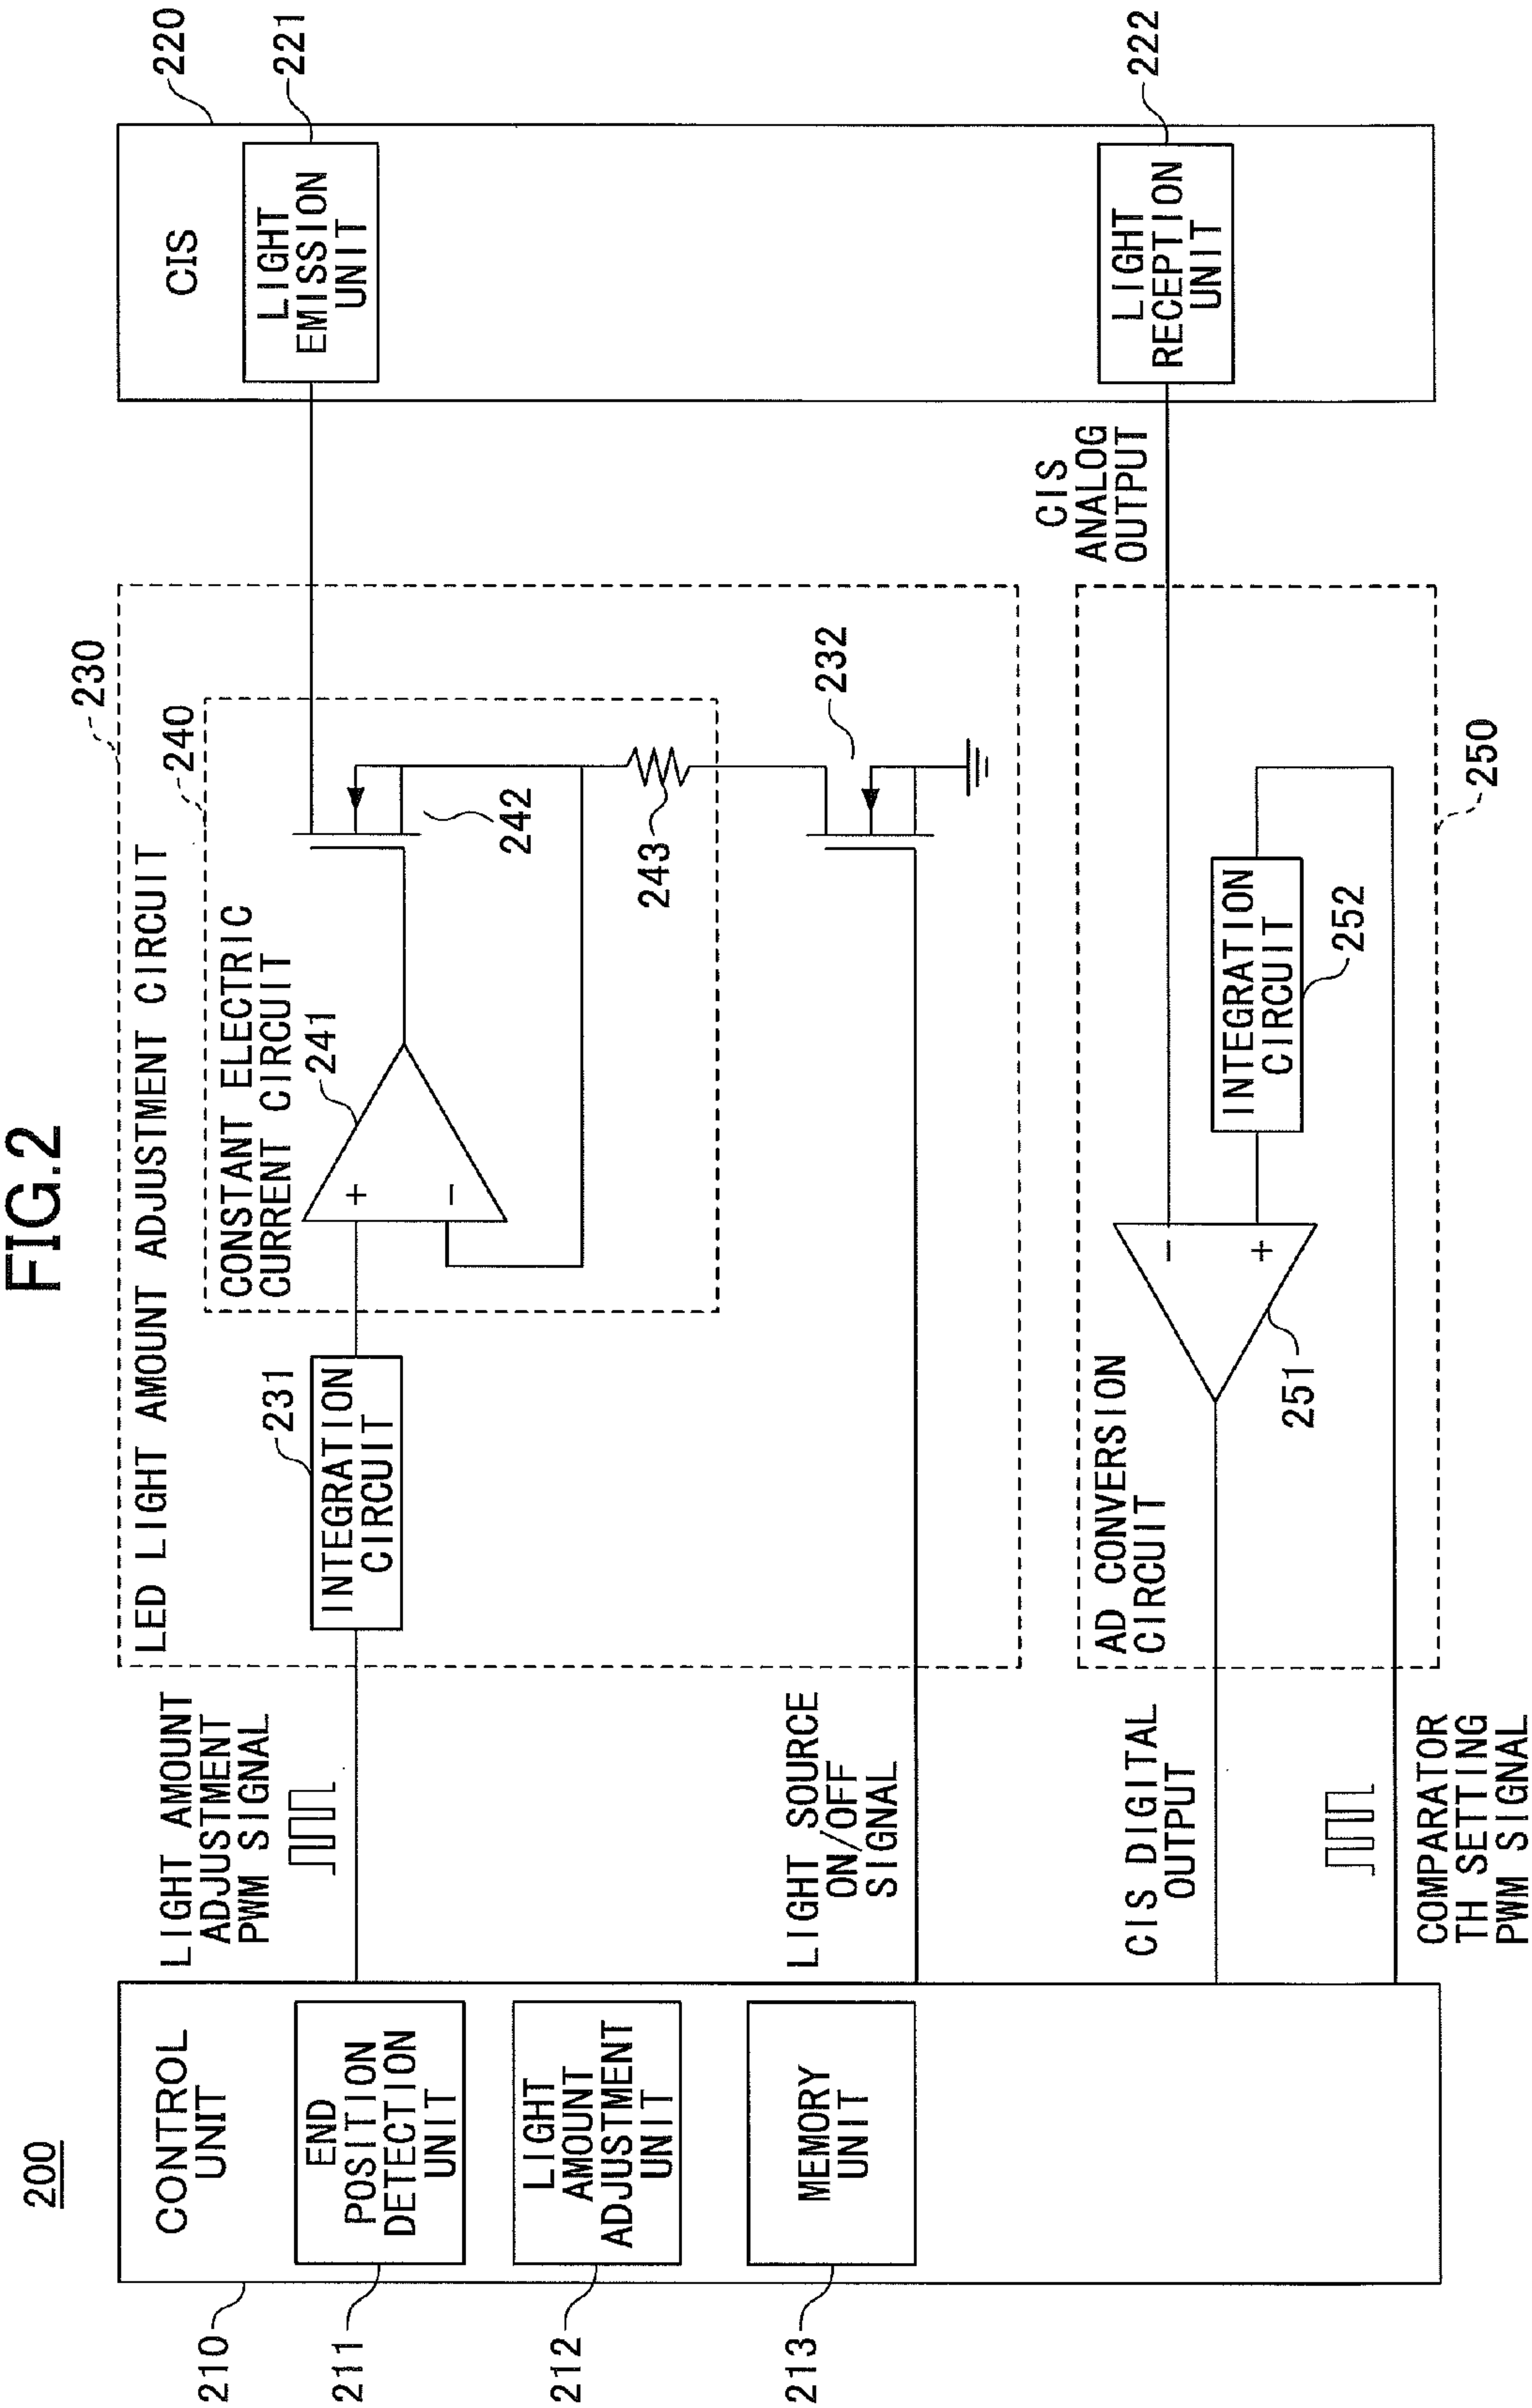 FIG.2
200
210
CONTROL
UNIT
211
END
POSITION
DETECTION
UNIT
212
LIGHT
AMOUNT
ADJUSTMENT
UNIT
213
MEMORY
UNIT
LIGHT AMOUNT
ADJUSTMENT
PWM SIGNAL
LIGHT SOURCE
ON/OFF
SIGNAL
CIS DIGITAL
OUTPUT
COMPARATOR
TH SETTING
PWM SIGNAL
230
LED LIGHT AMOUNT ADJUSTMENT CIRCUIT
231
INTEGRATION
CIRCUIT
240
CONSTANT ELECTRIC
CURRENT CIRCUIT
241
+
-
242
243
232
AD CONVERSION
CIRCUIT
250
251
-
+
INTEGRATION
CIRCUIT
252
CIS
ANALOG
OUTPUT
220
CIS
221
LIGHT
EMISSION
UNIT
222
LIGHT
RECEPTION
UNIT